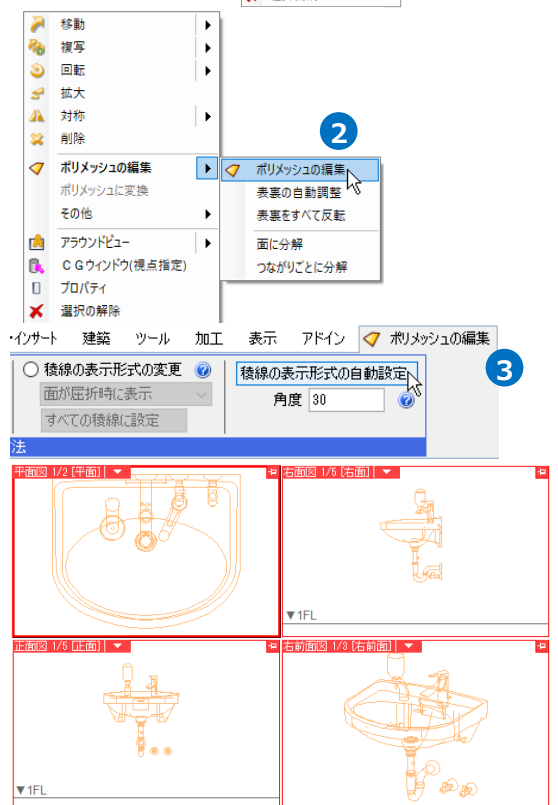 移動
複写
回転
拡大
対称
削除
2
ポリメッシュの編集
ポリメッシュの編集
ポリメッシュに変換
表裏の自動調整
その他
表裏をすべて反転
アラウンドビュー
面に分解
CGウィンドウ(視点指定)
つながりごとに分解
プロパティ
選択の解除
インサート 建築 ツール 加工 表示 アドイン ポリメッシュの編集
3
稜線の表示形式の変更
稜線の表示形式の自動設定
面が屈折時に表示
角度 30
すべての稜線に設定
法
平面図 1/2 [平面]
右面図 1/5 [右面]
▼1FL
正面図 1/5 [正面]
右前面図 1/3 [右前面]
▼1FL